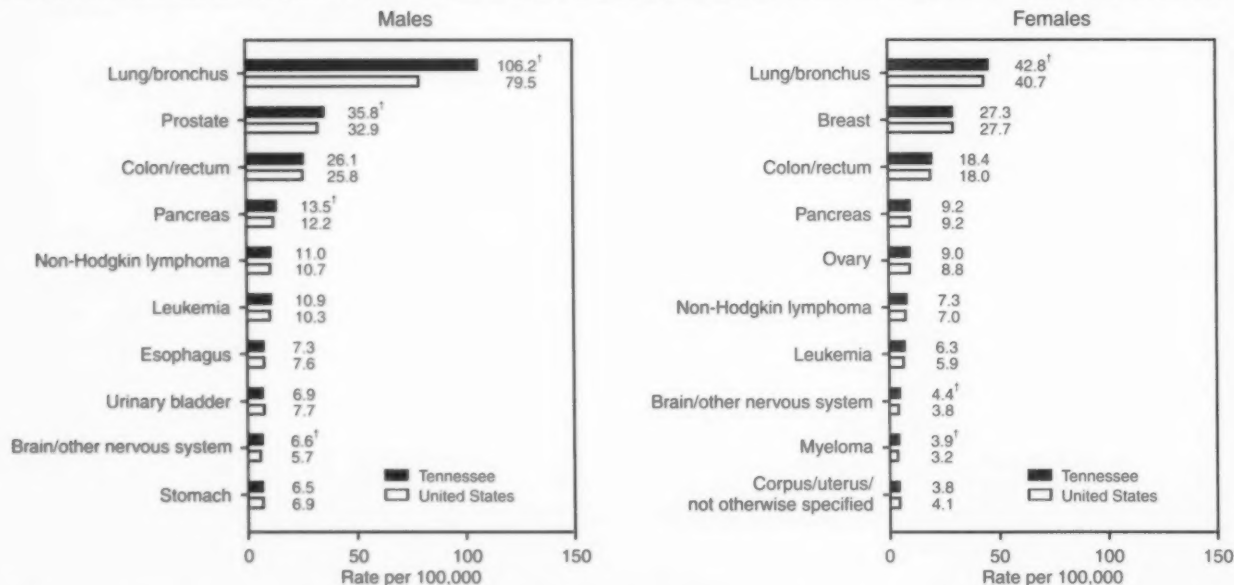 Males
Lung/bronchus 106.2†
79.5
Prostate 35.8†
32.9
Colon/rectum 26.1
25.8
Pancreas 13.5†
12.2
Non-Hodgkin lymphoma 11.0
10.7
Leukemia 10.9
10.3
Esophagus 7.3
7.6
Urinary bladder 6.9
7.7
Brain/other nervous system 6.6†
5.7
Stomach 6.5
6.9
Tennessee
United States
0 50 100 150
Rate per 100,000
Females
Lung/bronchus 42.8†
40.7
Breast 27.3
27.7
Colon/rectum 18.4
18.0
Pancreas 9.2
9.2
Ovary 9.0
8.8
Non-Hodgkin lymphoma 7.3
7.0
Leukemia 6.3
5.9
Brain/other nervous system 4.4†
3.8
Myeloma 3.9†
3.2
Corpus/uterus/
not otherwise specified 3.8
4.1
Tennessee
United States
0 50 100 150
Rate per 100,000